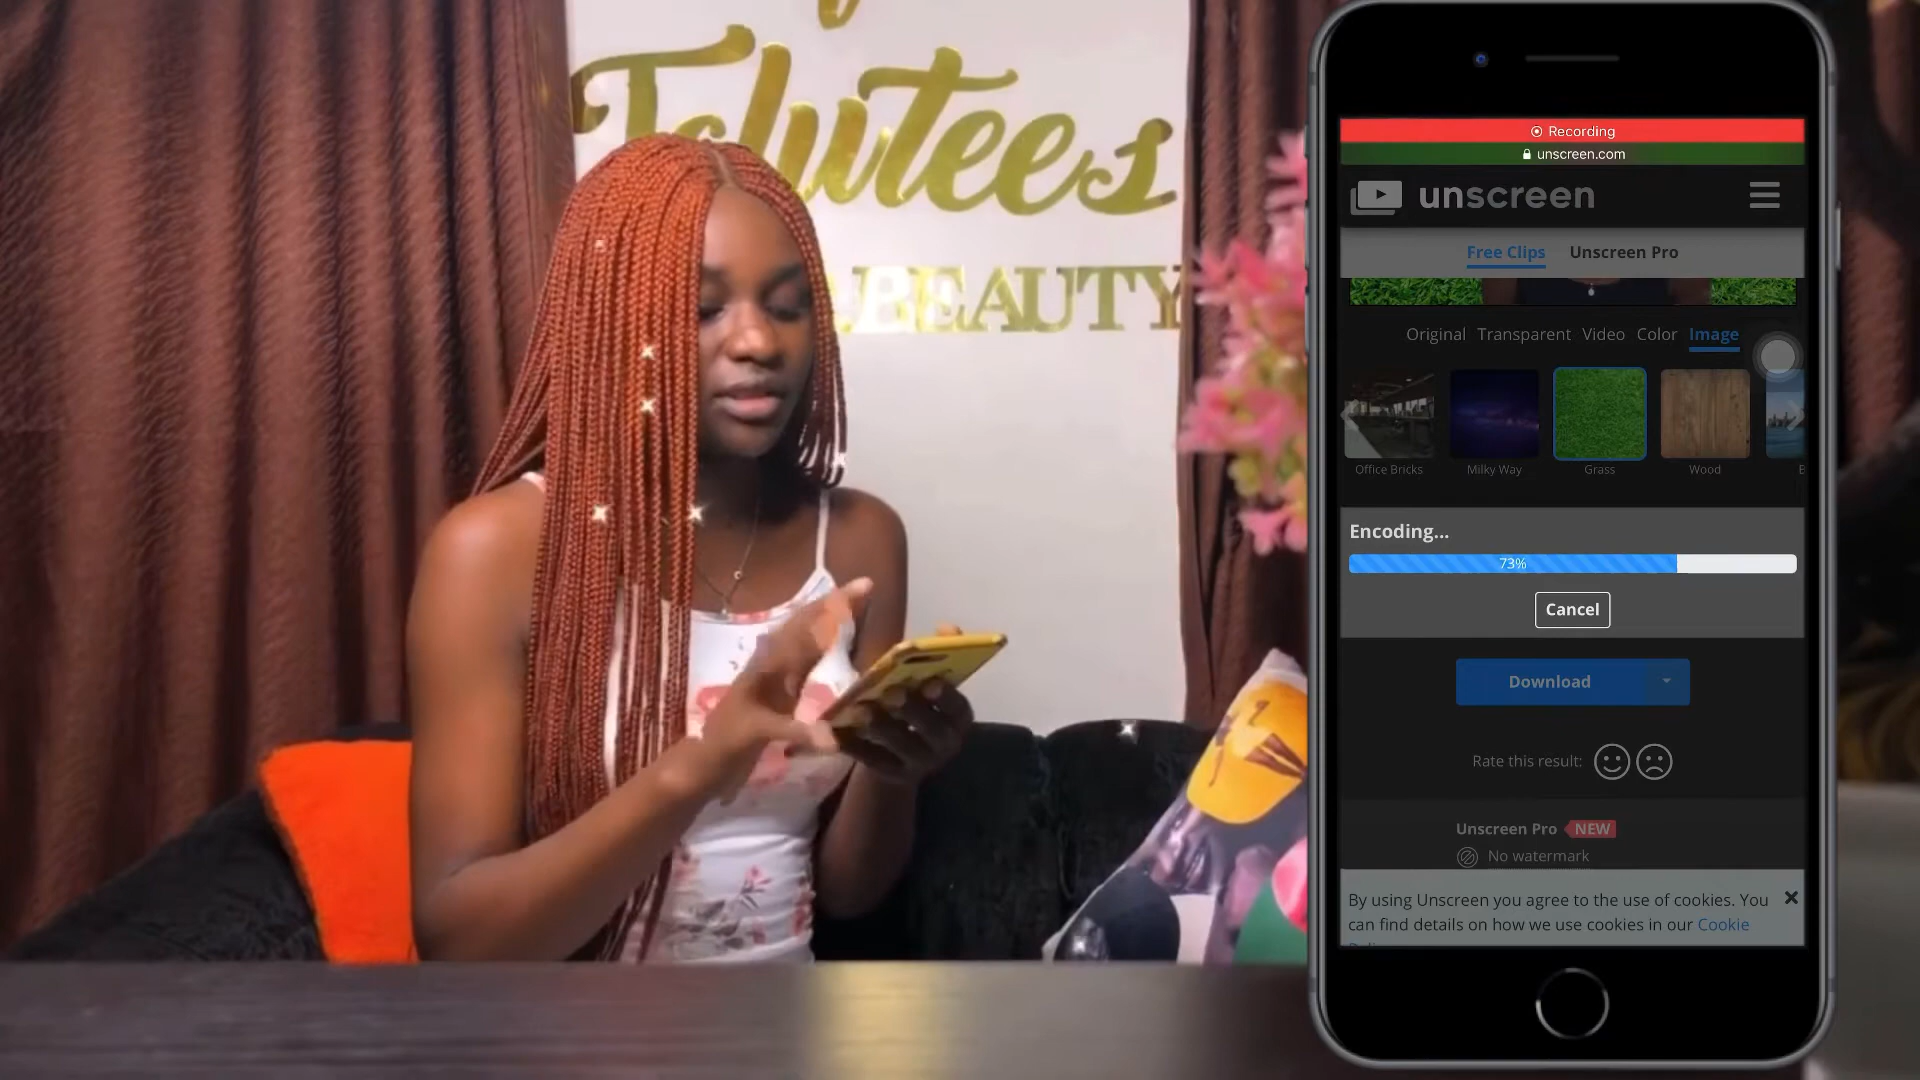 Tolutees
BEAUTY
Recording
unscreen.com
unscreen
Free Clips Unscreen Pro
Original Transparent Video Color Image
Office Bricks Milky Way Grass Wood B
Encoding...
73%
Cancel
Download
Rate this result:
Unscreen Pro NEW
No watermark
By using Unscreen you agree to the use of cookies. You
can find details on how we use cookies in our Cookie